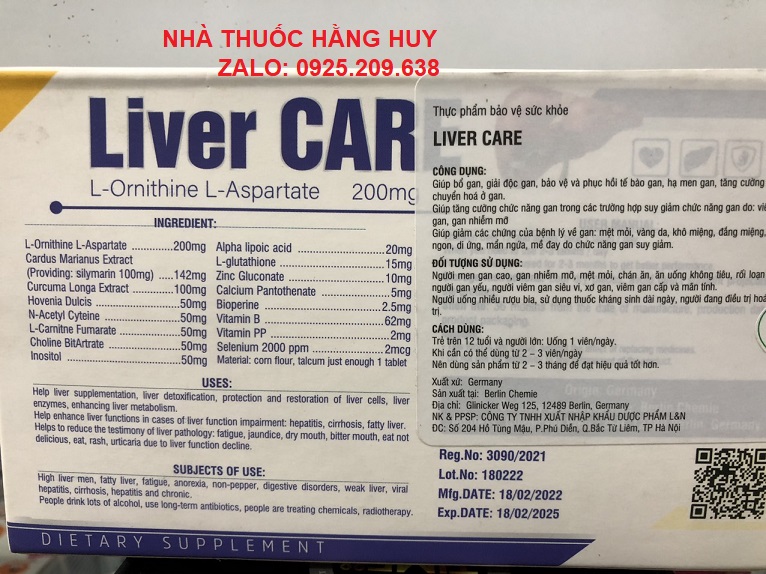 NHÀ THUỐC HẰNG HUY
ZALO: 0925.209.638
Liver CAR
L-Ornithine L-Aspartate 200mg
INGREDIENT:
L-Ornithine L-Aspartate ..............200mg
Cardus Marianus Extract
(Providing: silymarin 100mg) .....142mg
Curcuma Longa Extract ...............100mg
Hovenia Dulcis ..............................50mg
N-Acetyl Cyteine ..........................50mg
L-Carnitne Fumarate ....................50mg
Choline BitArtrate ........................50mg
Inositol ..........................................50mg
Alpha lipoic acid ............................20mg
L-glutathione ................................15mg
Zinc Gluconate .............................10mg
Calcium Pantothenate ...................5mg
Bioperine .....................................2.5mg
Vitamin B ....................................62mg
Vitamin PP ....................................2mg
Selenium 2000 ppm ......................2mcg
Material: corn flour, talcum just enough 1 tablet
USES:
Help liver supplementation, liver detoxification, protection and restoration of liver cells, liver
enzymes, enhancing liver metabolism.
Help enhance liver functions in cases of liver function impairment: hepatitis, cirrhosis, fatty liver.
Helps to reduce the testimony of liver pathology: fatigue, jaundice, dry mouth, bitter mouth, eat not
delicious, eat, rash, urticaria due to liver function decline.
SUBJECTS OF USE:
High liver men, fatty liver, fatigue, anorexia, non-pepper, digestive disorders, weak liver, viral
hepatitis, cirrhosis, hepatitis and chronic.
People drink lots of alcohol, use long-term antibiotics, people are treating chemicals, radiotherapy.
DIETARY SUPPLEMENT
Thực phẩm bảo vệ sức khỏe
LIVER CARE
CÔNG DỤNG:
Giúp bổ gan, giải độc gan, bảo vệ và phục hồi tế bào gan, hạ men gan, tăng cường
chuyển hoá ở gan.
Giúp tăng cường chức năng gan trong các trường hợp suy giảm chức năng gan do: viê
gan, gan nhiễm mỡ
Giúp giảm các chứng của bệnh lý về gan: mệt mỏi, vàng da, khô miệng, đắng miệng,
ngon, dị ứng, mẩn ngứa, mề đay do chức năng gan suy giảm.
ĐỐI TƯỢNG SỬ DỤNG:
Người men gan cao, gan nhiễm mỡ, mệt mỏi, chán ăn, ăn uống không tiêu, rối loạn
người gan yếu, người viêm gan siêu vi, xơ gan, viêm gan cấp và mãn tính.
Người uống nhiều rượu bia, sử dụng thuốc kháng sinh dài ngày, người đang điều trị hoá
trị.
CÁCH DÙNG:
Trẻ trên 12 tuổi và người lớn: Uống 1 viên/ngày.
Khi cần có thể dùng từ 2 – 3 viên/ngày
Nên dùng sản phẩm từ 2 – 3 tháng để đạt hiệu quả tốt hơn.
Xuất xứ: Germany
Sản xuất tại: Berlin Chemie
Địa chỉ: Glinicker Weg 125, 12489 Berlin, Germany
NK & PPSP: CÔNG TY TNHH XUẤT NHẬP KHẨU DƯỢC PHẨM L&N
ĐC: Số 204 Hồ Tùng Mậu, P.Phú Diễn, Q.Bắc Từ Liêm, TP Hà Nội
Reg.No: 3090/2021
Lot.No: 180222
Mfg.DATE: 18/02/2022
Exp.DATE: 18/02/2025